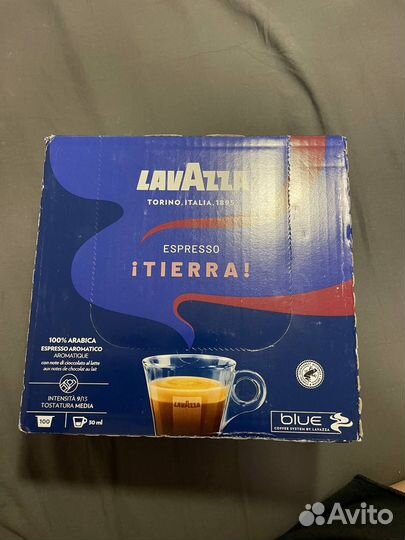 LAVAZZA
TORINO, ITALIA, 1895
ESPRESSO
¡TIERRA!
100% ARABICA
ESPRESSO AROMATICO
AROMATIQUE
con note di cioccolato al latte
aux notes de chocolat au lait
INTENSITÀ 9/13
TOSTATURA MEDIA
100
30 ml
LAVAZZA
blue
COFFEE SYSTEM BY LAVAZZA
Avito